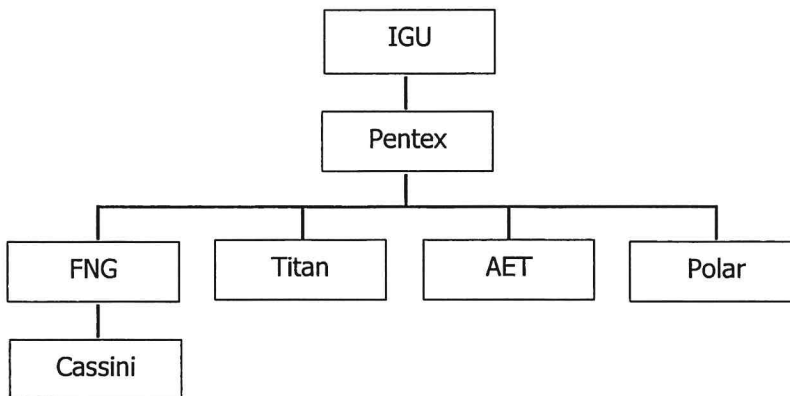 IGU
Pentex
FNG
Titan
AET
Polar
Cassini